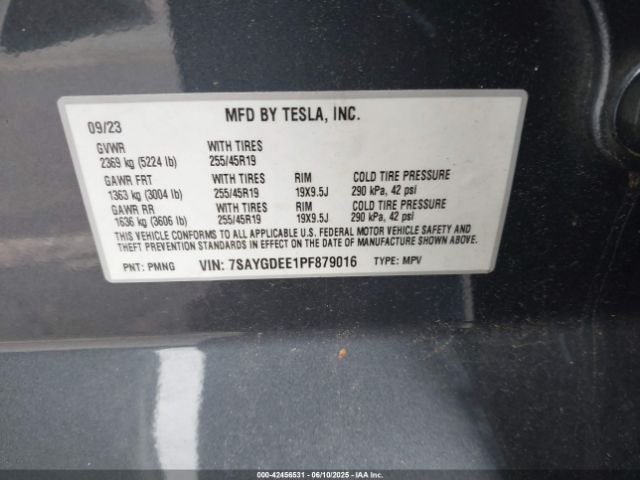 MFD BY TESLA, INC.
09/23
GVWR WITH TIRES
2369 kg (5224 lb) 255/45R19
GAWR FRT WITH TIRES RIM COLD TIRE PRESSURE
1363 kg (3004 lb) 255/45R19 19X9.5J 290 kPa, 42 psi
GAWR RR WITH TIRES RIM COLD TIRE PRESSURE
1636 kg (3606 lb) 255/45R19 19X9.5J 290 kPa, 42 psi
THIS VEHICLE CONFORMS TO ALL APPLICABLE U.S. FEDERAL MOTOR VEHICLE SAFETY AND
THEFT PREVENTION STANDARDS IN EFFECT ON THE DATE OF MANUFACTURE SHOWN ABOVE.
PNT: PMNG VIN: 7SAYGDEE1PF879016 TYPE: MPV
000-42456531 - 06/10/2025 - IAA Inc.